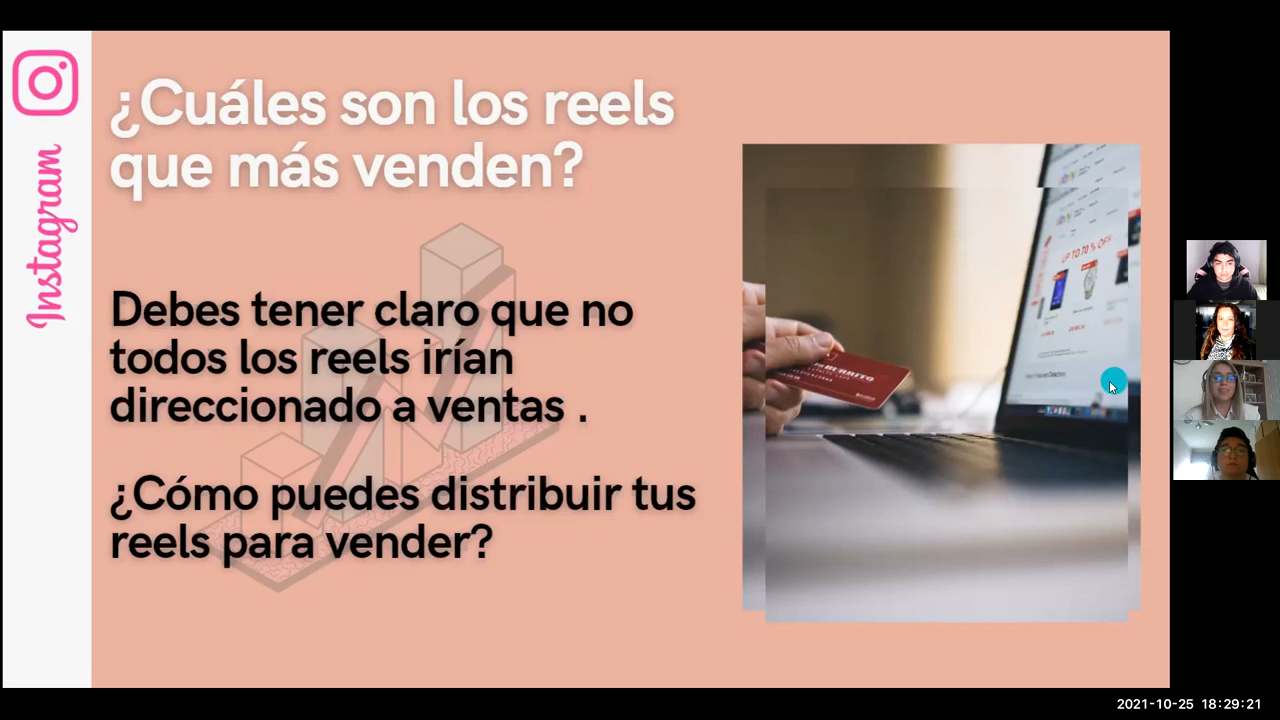 Instagram
¿Cuáles son los reels
que más venden?
Debes tener claro que no
todos los reels irían
direccionado a ventas .
¿Cómo puedes distribuir tus
reels para vender?
UP TO 70 % OFF
BURRITO
2021-10-25 18:29:21